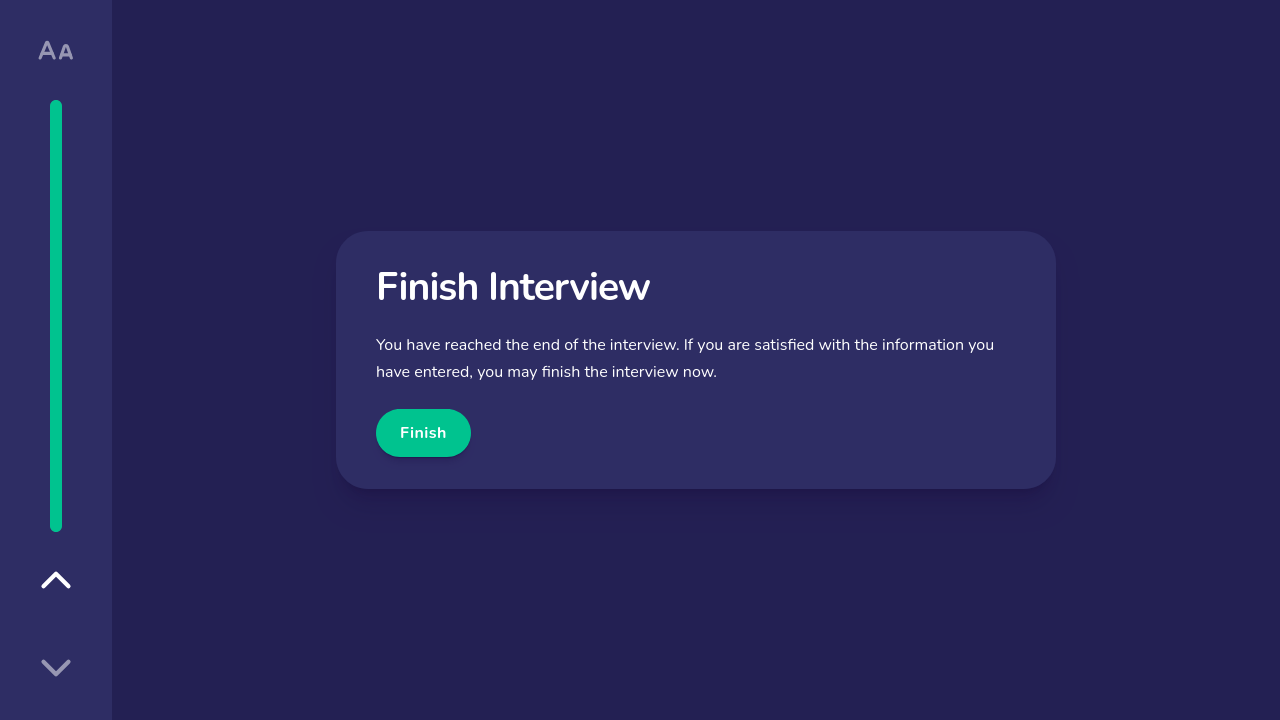 AA
Finish Interview
You have reached the end of the interview. If you are satisfied with the information you
have entered, you may finish the interview now.
Finish